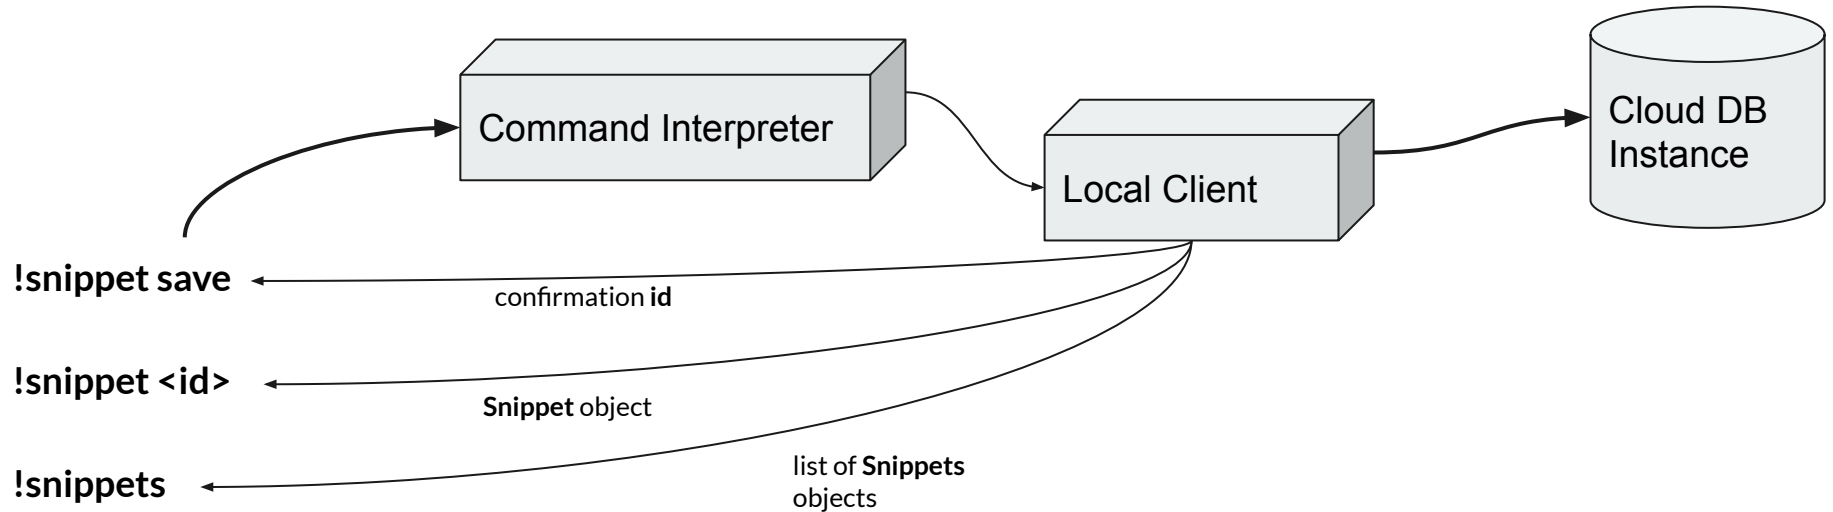 Command Interpreter
Local Client
Cloud DB
Instance
!snippet save
confirmation id
!snippet <id>
Snippet object
!snippets
list of Snippets
objects